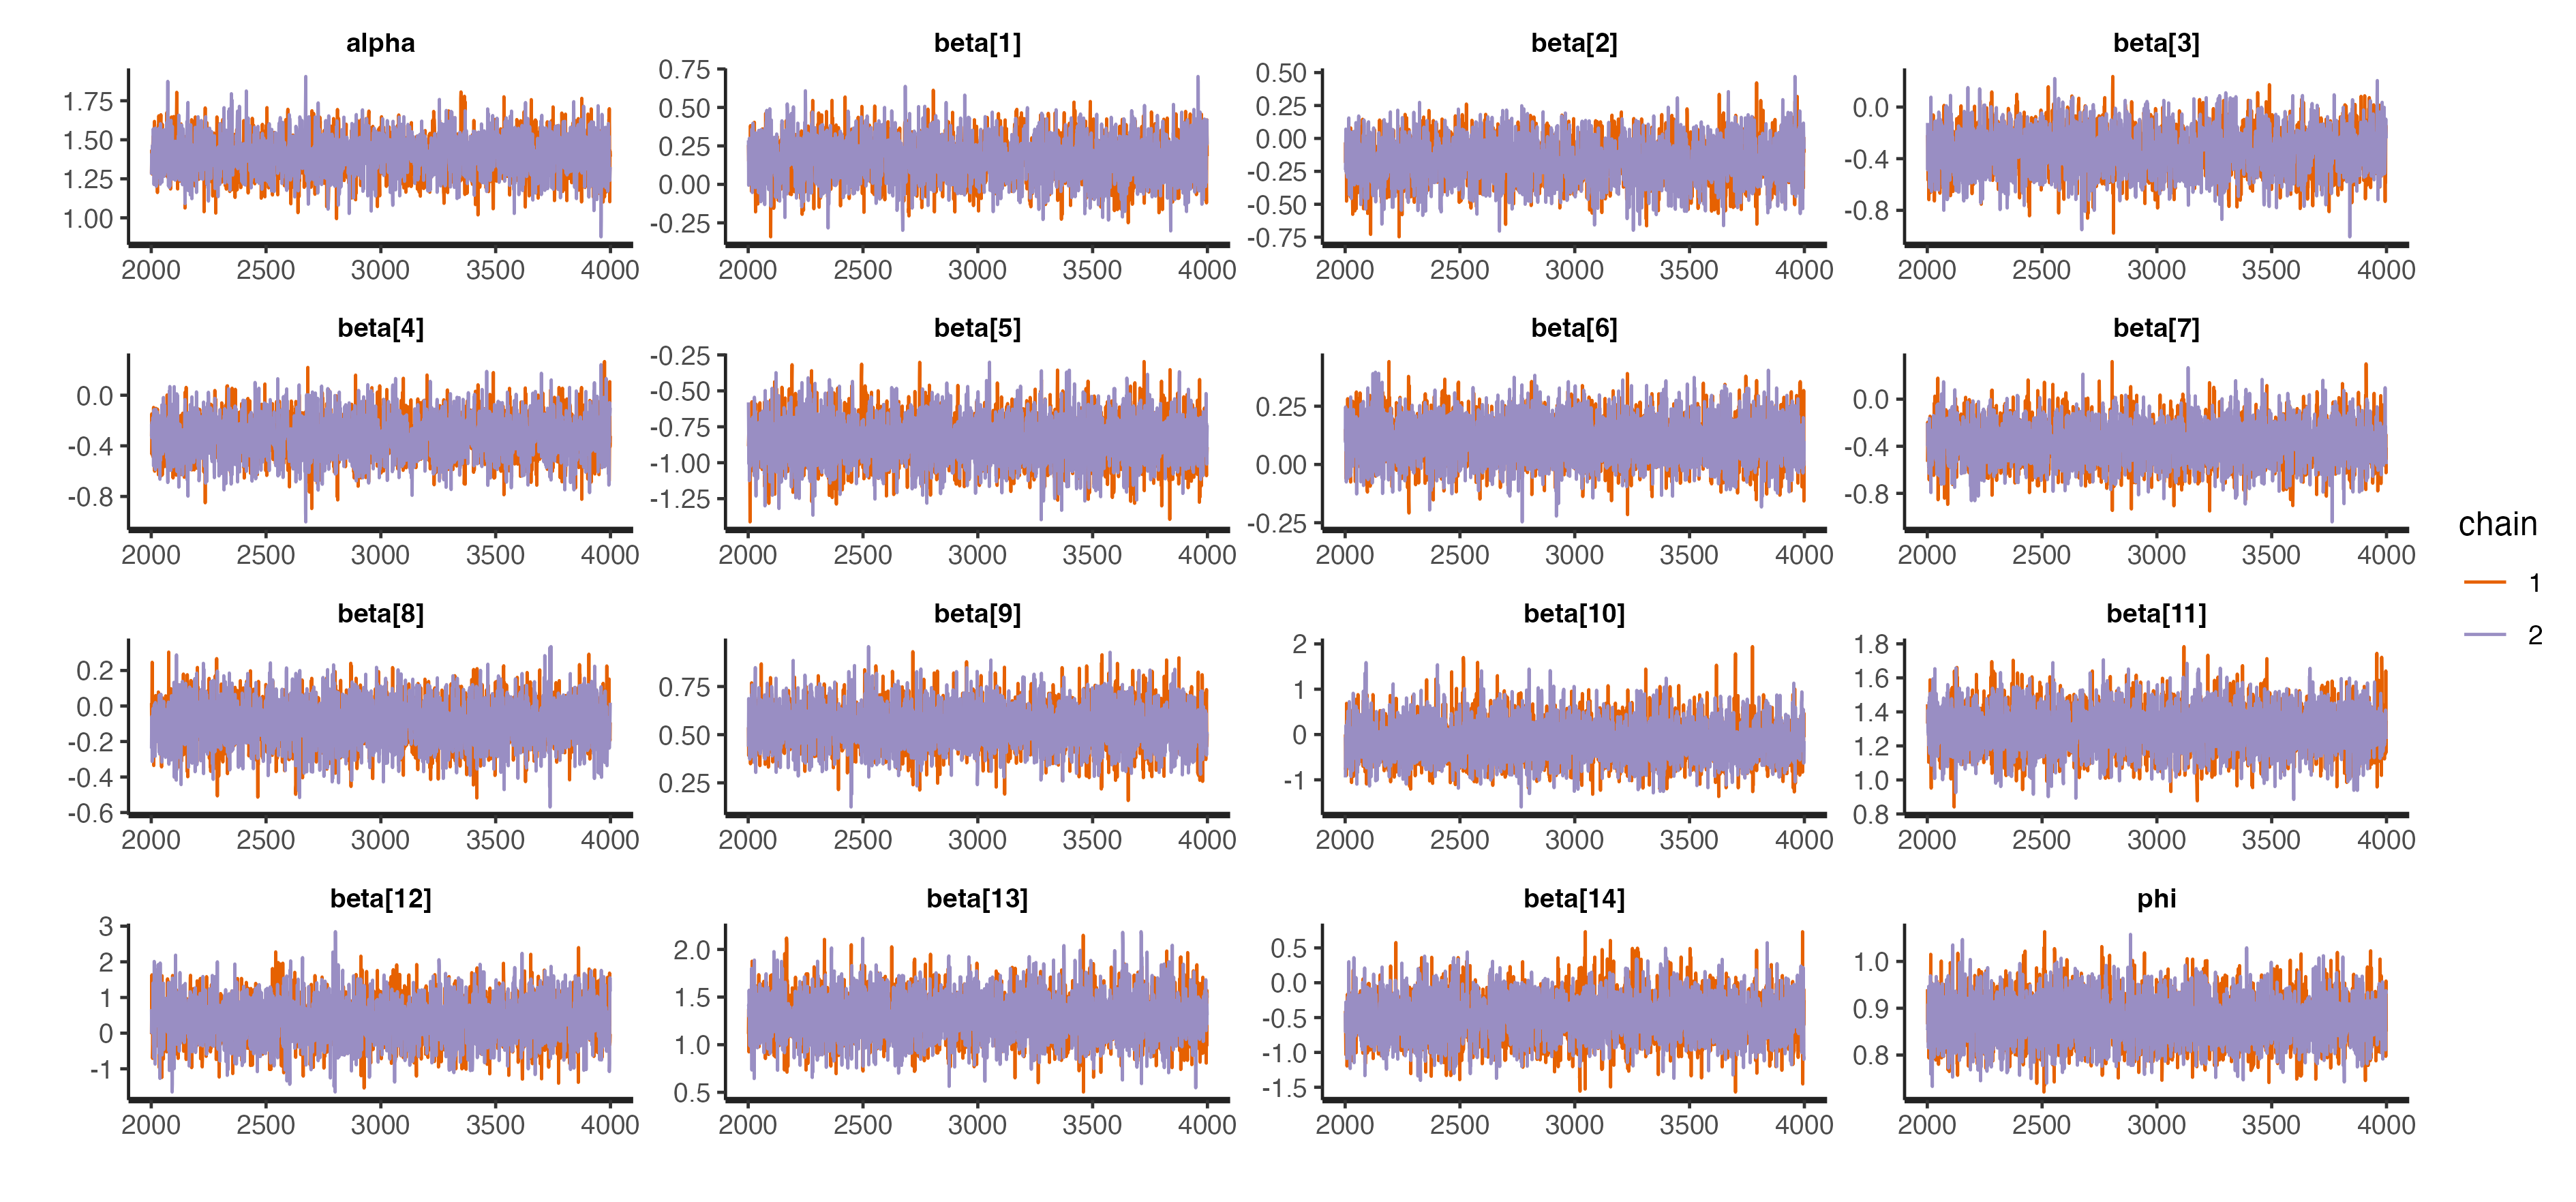 alpha beta[1] beta[2] beta[3]
1.75 0.75 0.50 0.0
1.50 0.50 0.25 -0.4
1.25 0.25 0.00 -0.8
1.00 0.00 -0.25
-0.25 -0.50
-0.75
2000 2500 3000 3500 4000 2000 2500 3000 3500 4000 2000 2500 3000 3500 4000 2000 2500 3000 3500 4000
beta[4] beta[5] beta[6] beta[7]
0.0 -0.25 0.25 0.0
-0.4 -0.50 0.00 -0.4
-0.8 -0.75 -0.25 -0.8
-1.00
-1.25
2000 2500 3000 3500 4000 2000 2500 3000 3500 4000 2000 2500 3000 3500 4000 2000 2500 3000 3500 4000
chain
1
2
beta[8] beta[9] beta[10] beta[11]
0.2 0.75 2 1.8
0.0 0.50 1 1.6
-0.2 0.25 0 1.4
-0.4 -1 1.2
-0.6 1.0
0.8
2000 2500 3000 3500 4000 2000 2500 3000 3500 4000 2000 2500 3000 3500 4000 2000 2500 3000 3500 4000
beta[12] beta[13] beta[14] phi
3 2.0 0.5 1.0
2 1.5 0.0 0.9
1 1.0 -0.5 0.8
0 0.5 -1.0
-1 -1.5
2000 2500 3000 3500 4000 2000 2500 3000 3500 4000 2000 2500 3000 3500 4000 2000 2500 3000 3500 4000